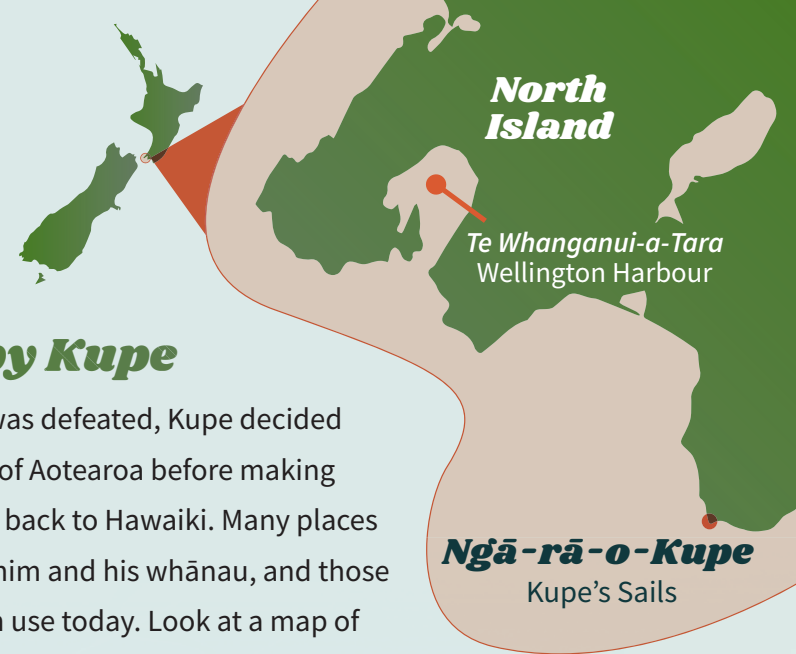 North
Island
Te Whanganui-a-Tara
Wellington Harbour
by Kupe
was defeated, Kupe decided
of Aotearoa before making
back to Hawaiki. Many places
him and his whānau, and those
use today. Look at a map of
Ngā-rā-o-Kupe
Kupe’s Sails